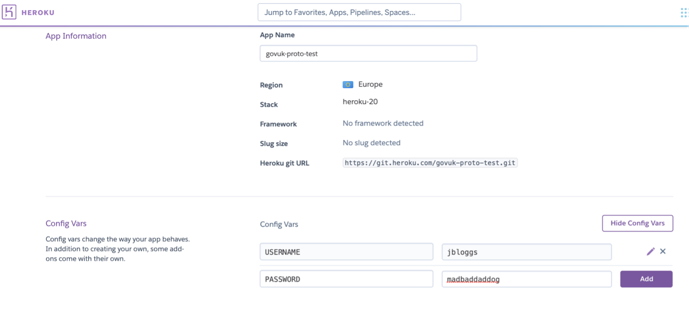 HEROKU
Jump to Favorites, Apps, Pipelines, Spaces...
App Information
App Name
govuk-proto-test
Region Europe
Stack heroku-20
Framework No framework detected
Slug size No slug detected
Heroku git URL https://git.heroku.com/govuk-proto-test.git
Config Vars
Config vars change the way your app behaves.
In addition to creating your own, some add-
ons come with their own.
Config Vars
Hide Config Vars
USERNAME jbloggs
PASSWORD madbaddaddog Add